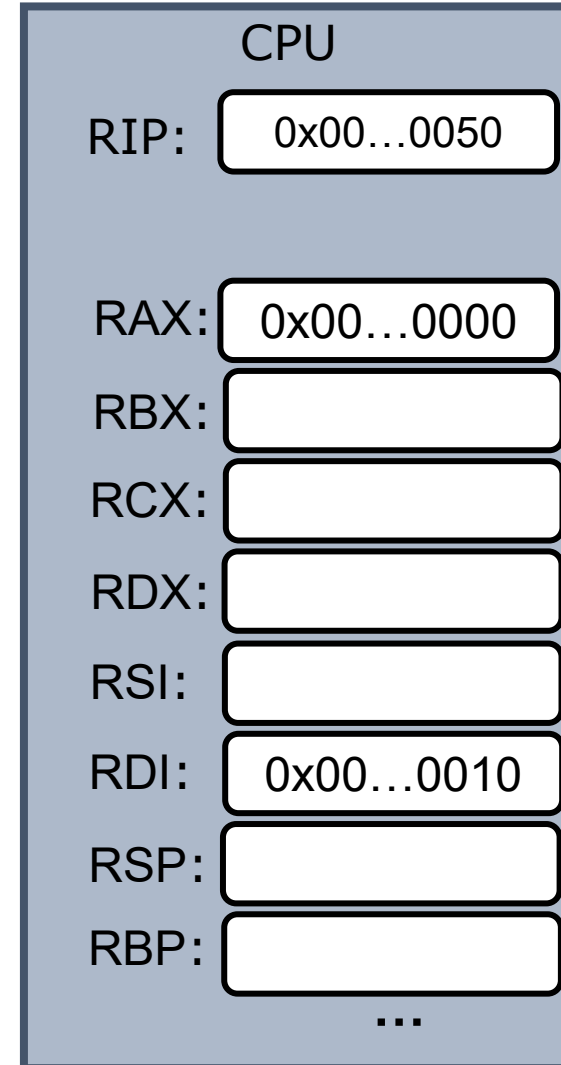 CPU
RIP: 0x00…0050
RAX: 0x00…0000
RBX:
RCX:
RDX:
RSI:
RDI: 0x00…0010
RSP:
RBP:
…